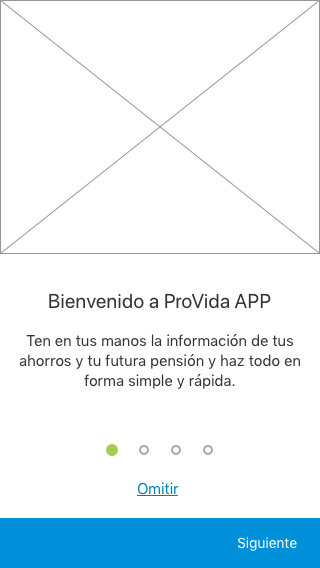 Bienvenido a ProVida APP
Ten en tus manos la información de tus
ahorros y tu futura pensión y haz todo en
forma simple y rápida.
Omitir
Siguiente